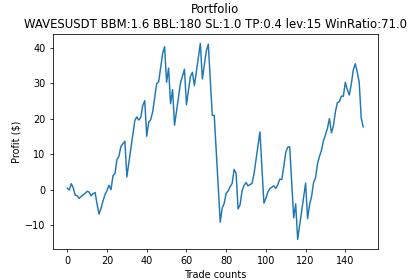 Portfolio
WAVESUSDT BBM:1.6 BBL:180 SL:1.0 TP:0.4 lev:15 WinRatio:71.0
40
30
20
10
0
−10
Profit ($)
0 20 40 60 80 100 120 140
Trade counts